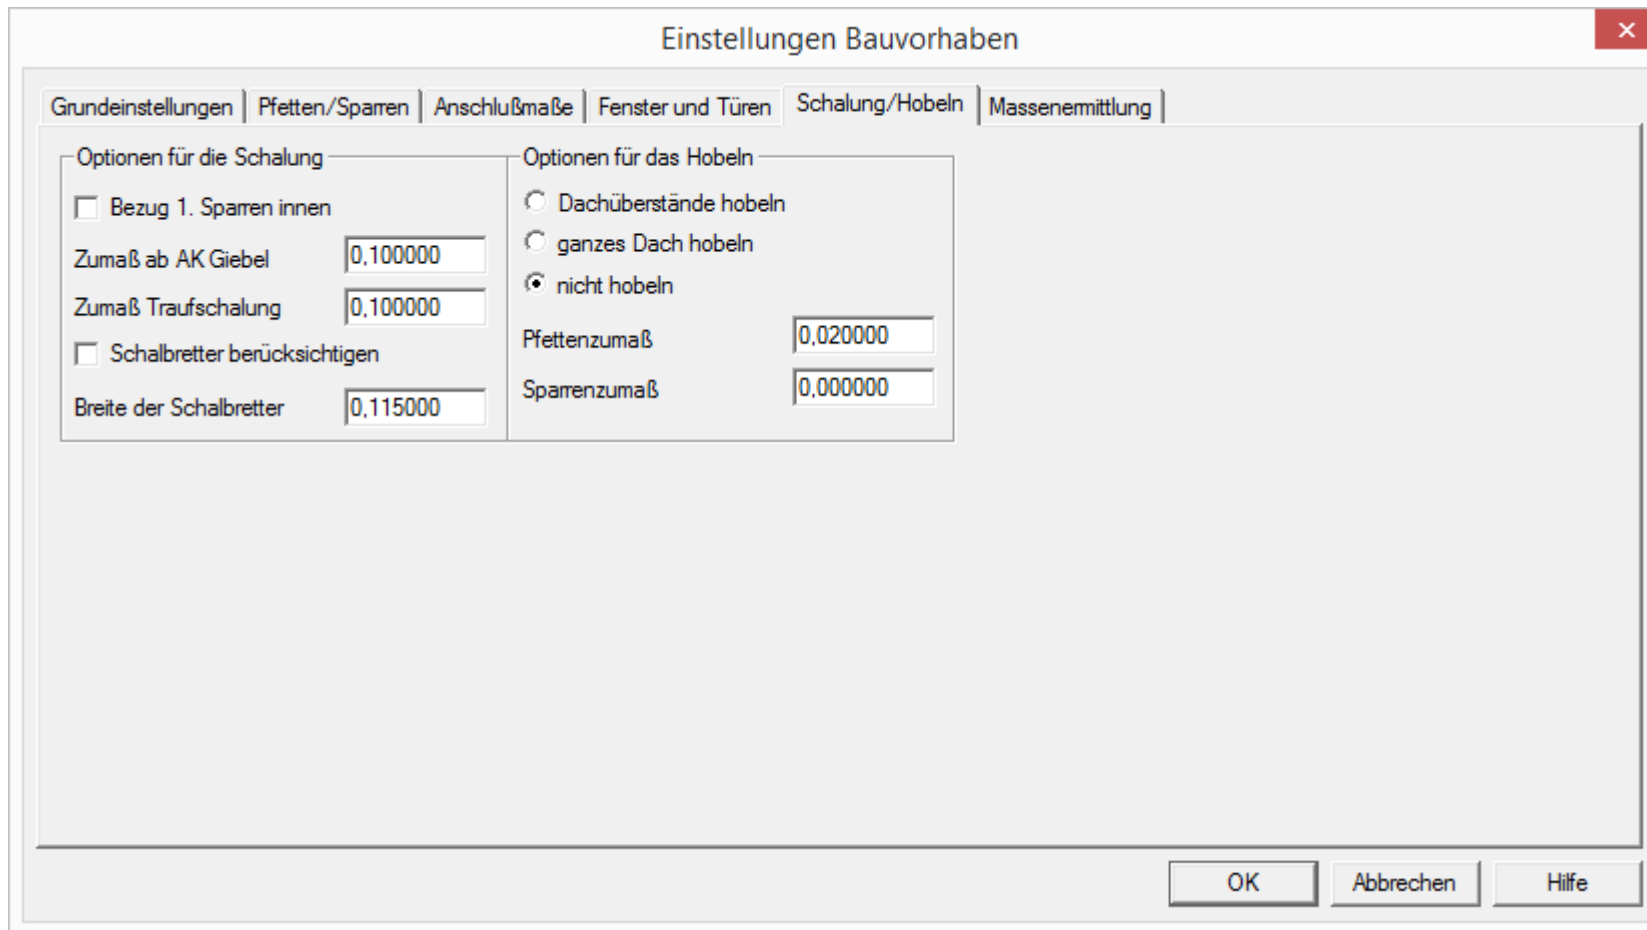 Einstellungen Bauvorhaben
Grundeinstellungen Pfetten/Sparren Anschlußmaße Fenster und Türen Schalung/Hobeln Massenermittlung
Optionen für die Schalung
Bezug 1. Sparren innen
Zumaß ab AK Giebel 0,100000
Zumaß Traufschalung 0,100000
Schalbretter berücksichtigen
Breite der Schalbretter 0,115000
Optionen für das Hobeln
Dachüberstände hobeln
ganzes Dach hobeln
nicht hobeln
Pfettenzumaß 0,020000
Sparrenzumaß 0,000000
OK Abbrechen Hilfe